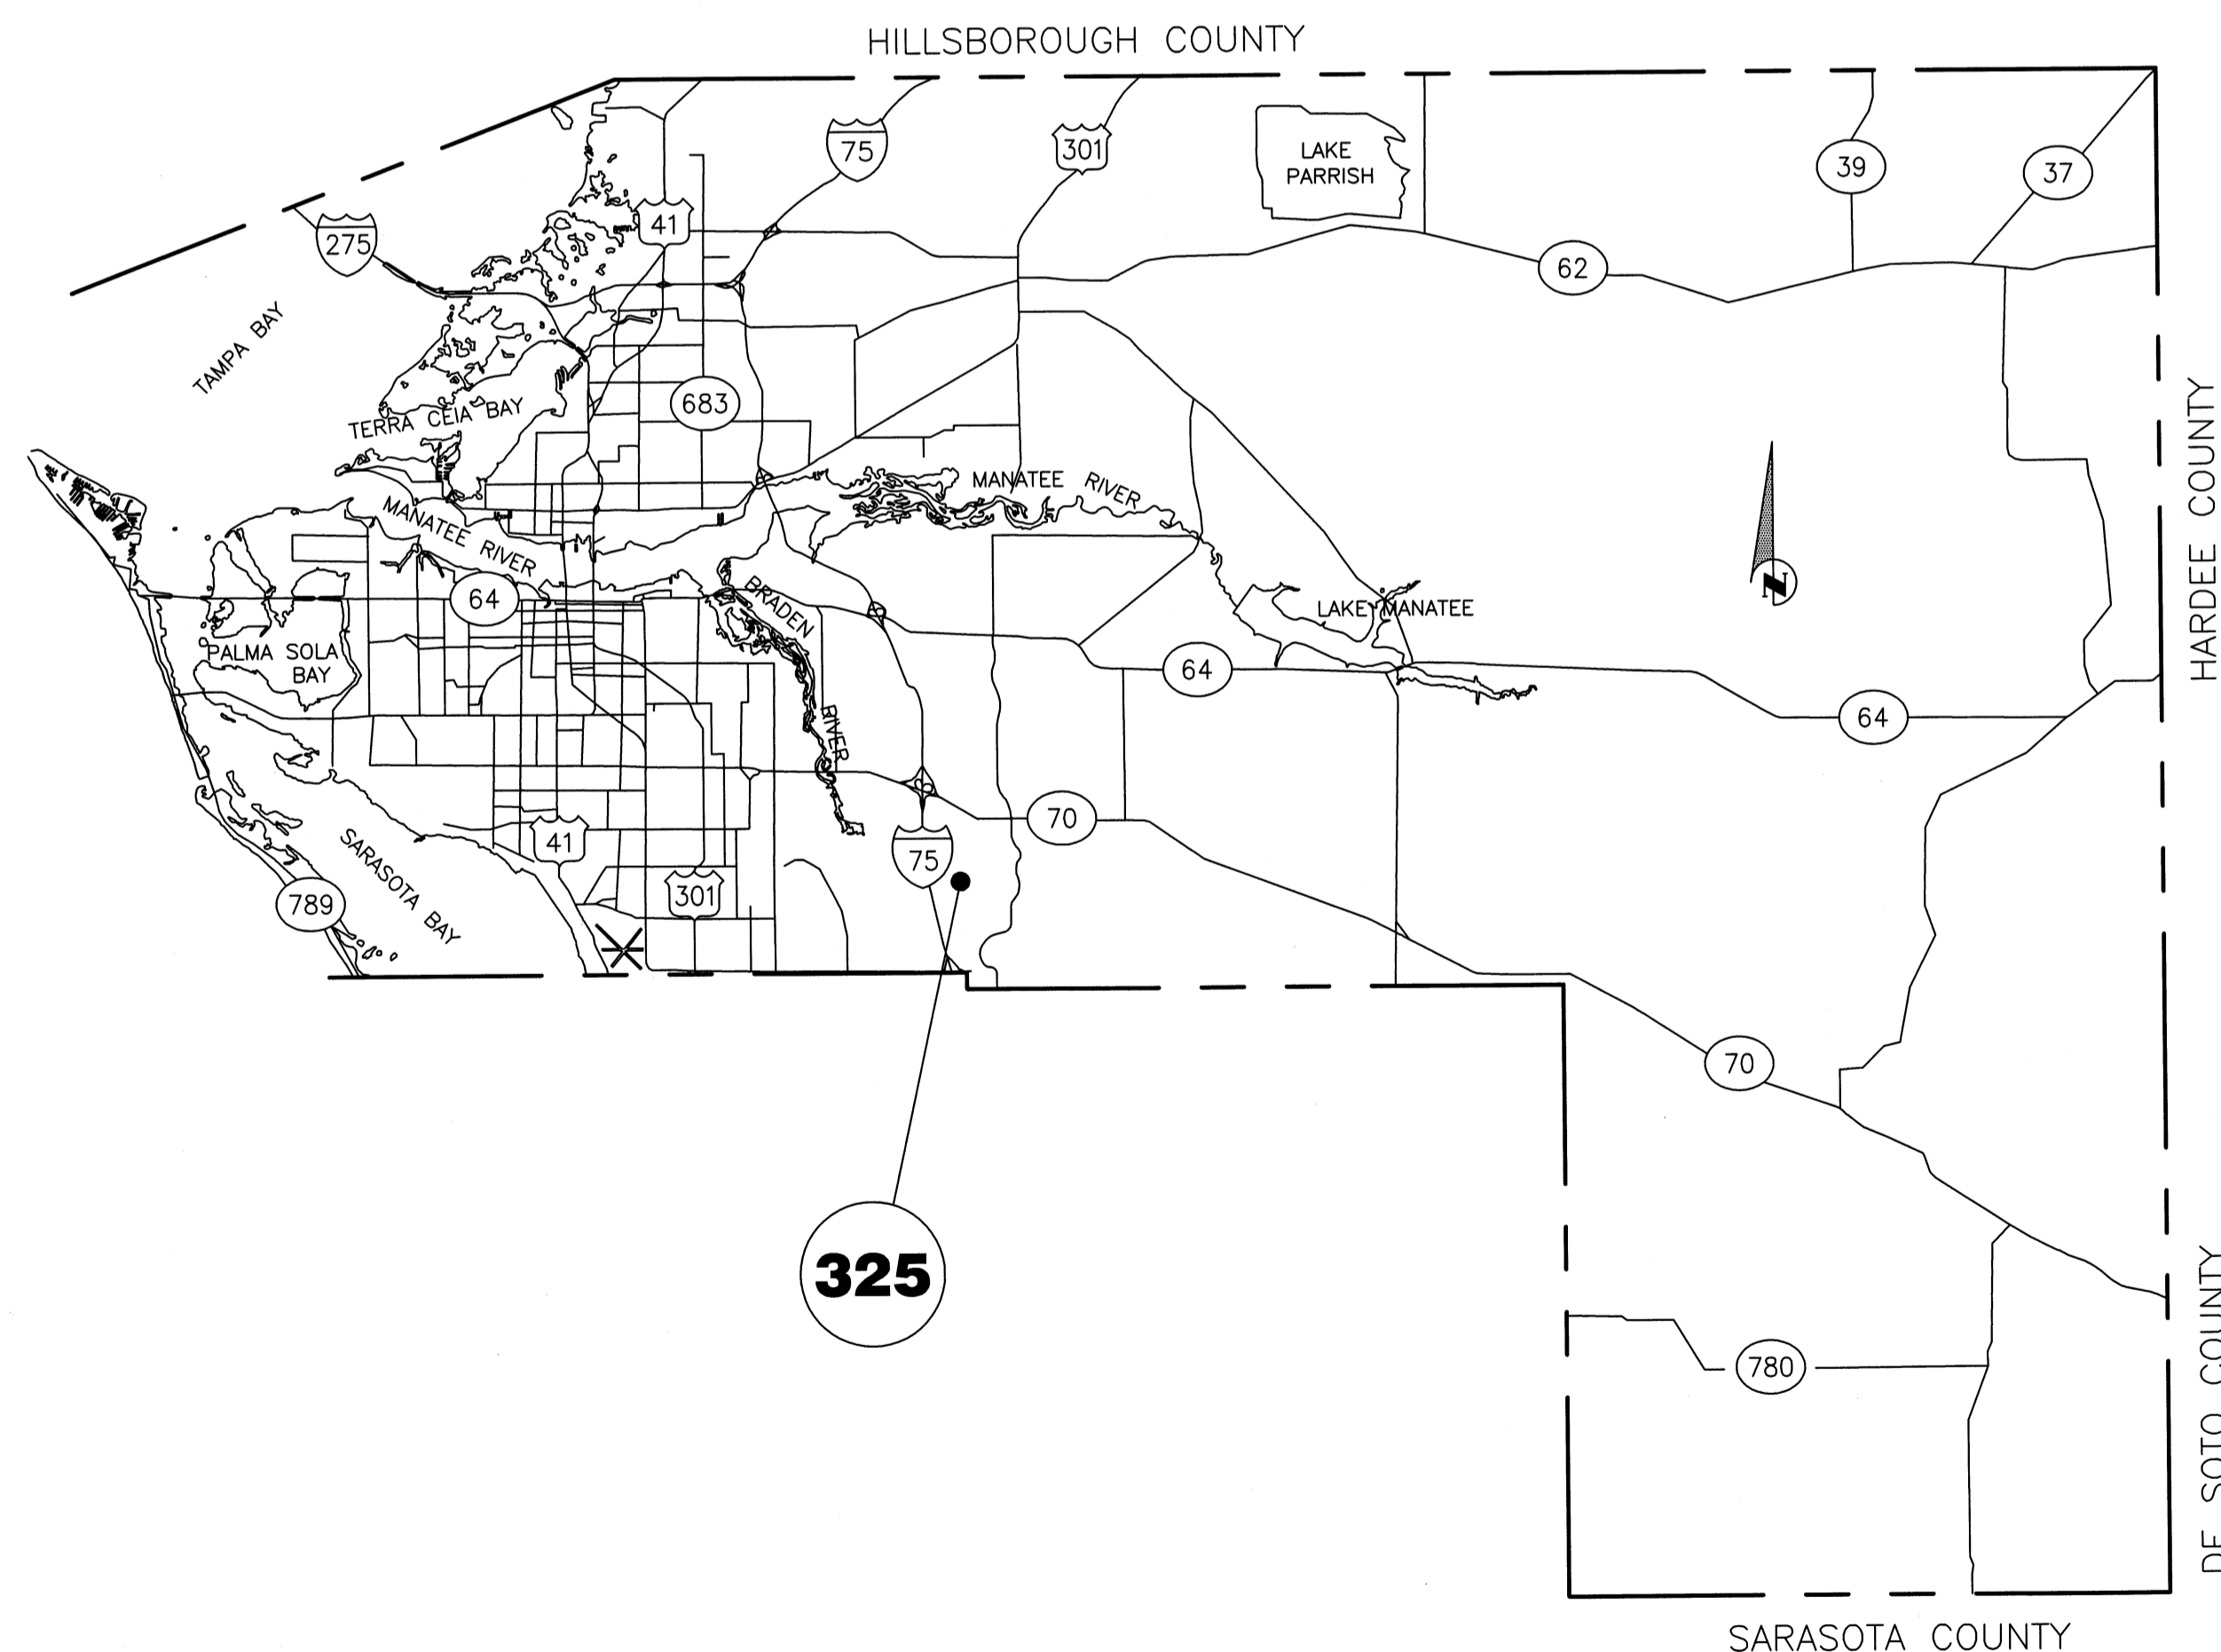 HILLSBOROUGH COUNTY
75
301
LAKE
PARRISH
39
37
41
275
62
TAMPA BAY
683
TERRA CEIA BAY
HARDEE COUNTY
MANATEE RIVER
MANATEE RIVER
N
64
BRADEN
RIVER
LAKE MANATEE
PALMA SOLA
BAY
64
64
70
41
75
SARASOTA BAY
301
789
70
325
780
DE SOTO COUNTY
SARASOTA COUNTY